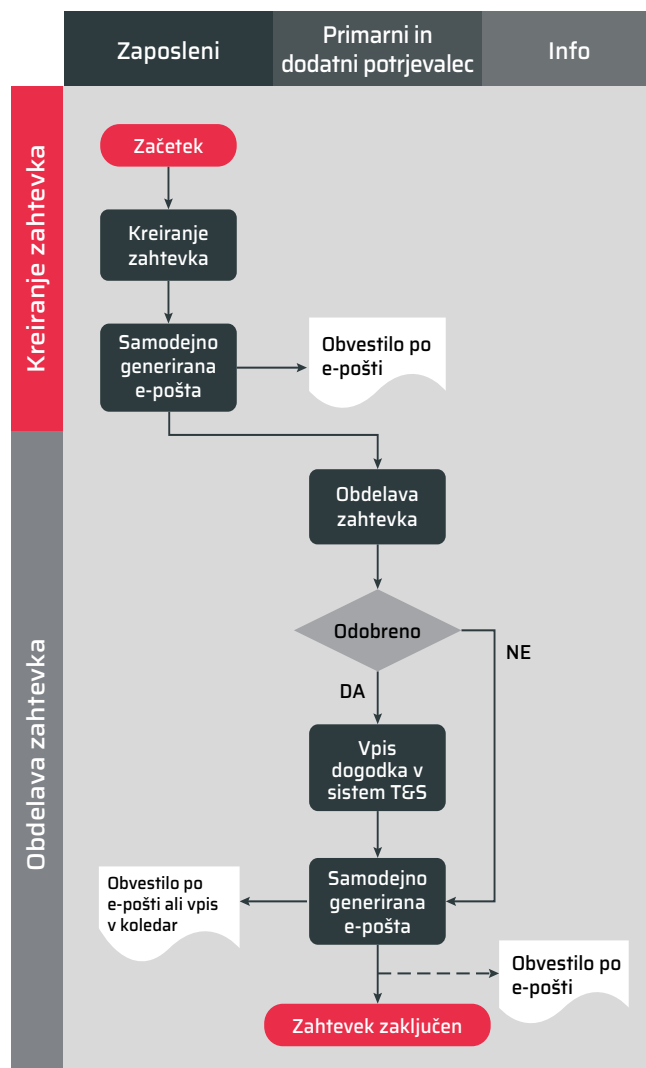 Zaposleni
Primarni in
dodatni potrjevalec
Info
Kreiranje zahtevka
Začetek
Kreiranje
zahtevka
Samodejno
generirana
e-pošta
Obvestilo po
e-pošti
Obdelava zahtevka
Obdelava
zahtevka
Odobreno
NE
DA
Vpis
dogodka v
sistem T&S
Samodejno
generirana
e-pošta
Obvestilo po
e-pošti ali vpis
v koledar
Obvestilo po
e-pošti
Zahtevek zaključen